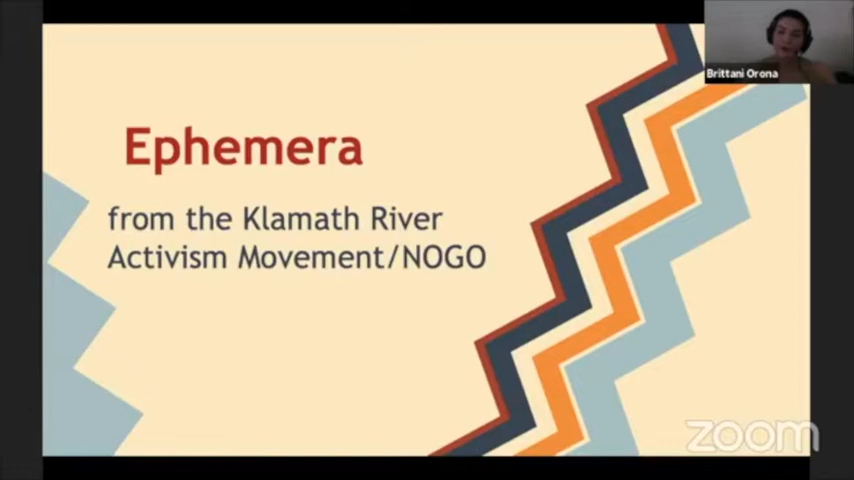 Brittani Orona
Ephemera
from the Klamath River
Activism Movement/NOGO
zoom